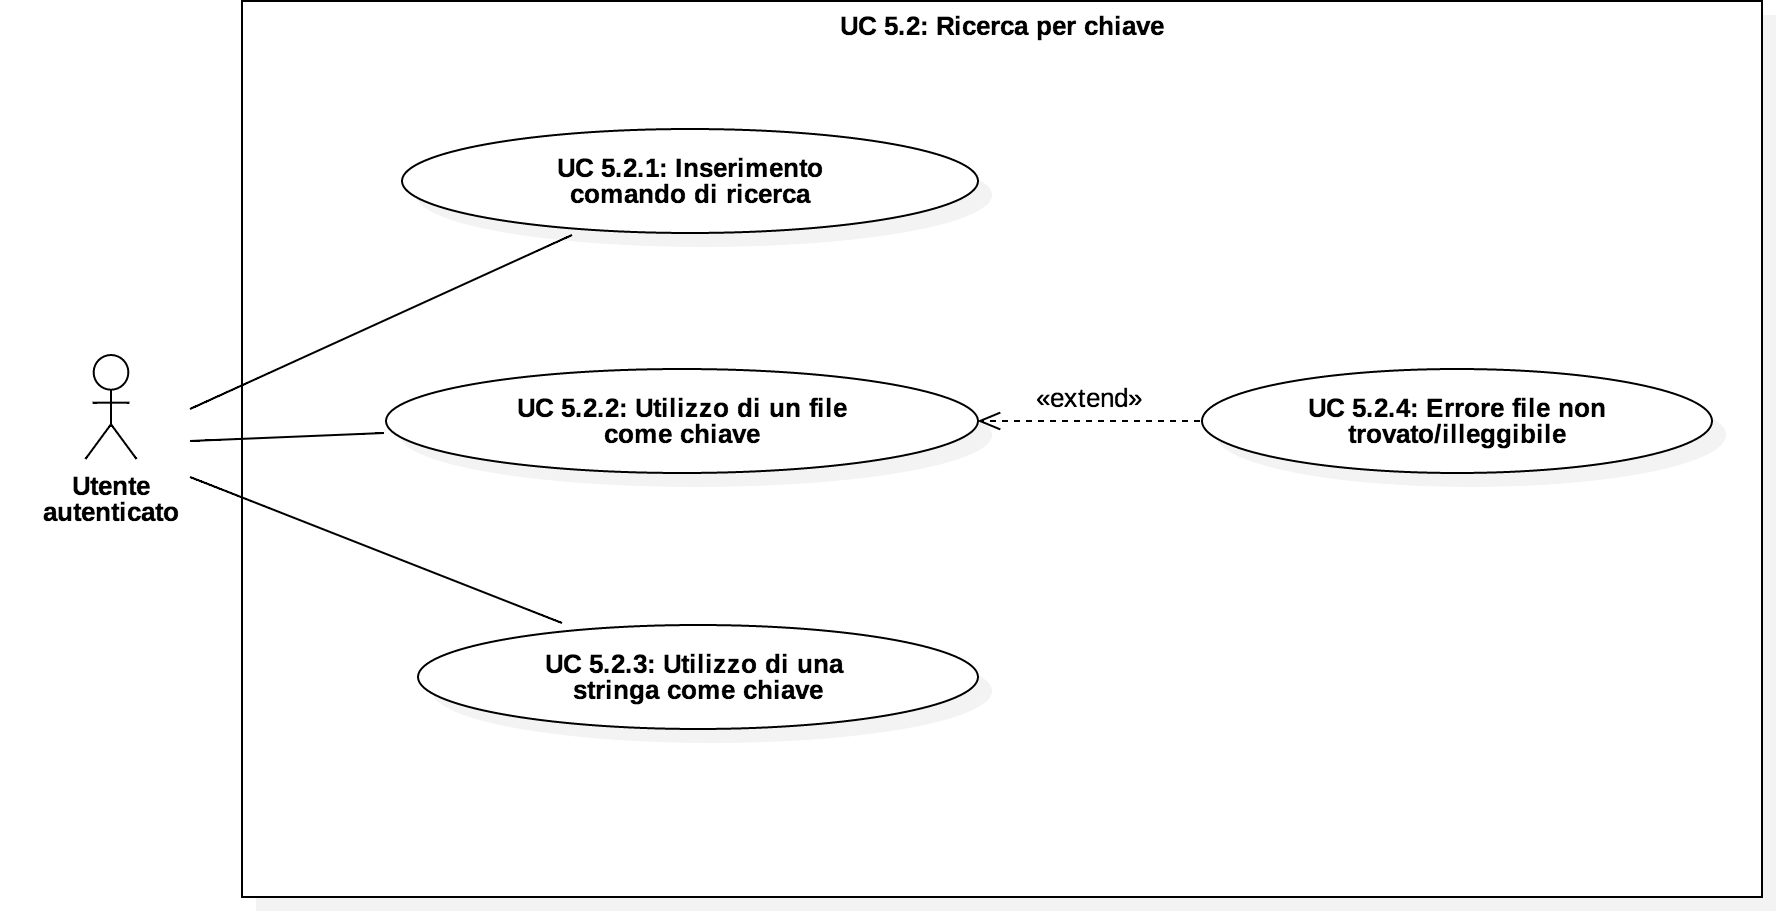 UC 5.2: Ricerca per chiave
UC 5.2.1: Inserimento
comando di ricerca
UC 5.2.2: Utilizzo di un file
come chiave
«extend»
UC 5.2.4: Errore file non
trovato/illeggibile
Utente
autenticato
UC 5.2.3: Utilizzo di una
stringa come chiave